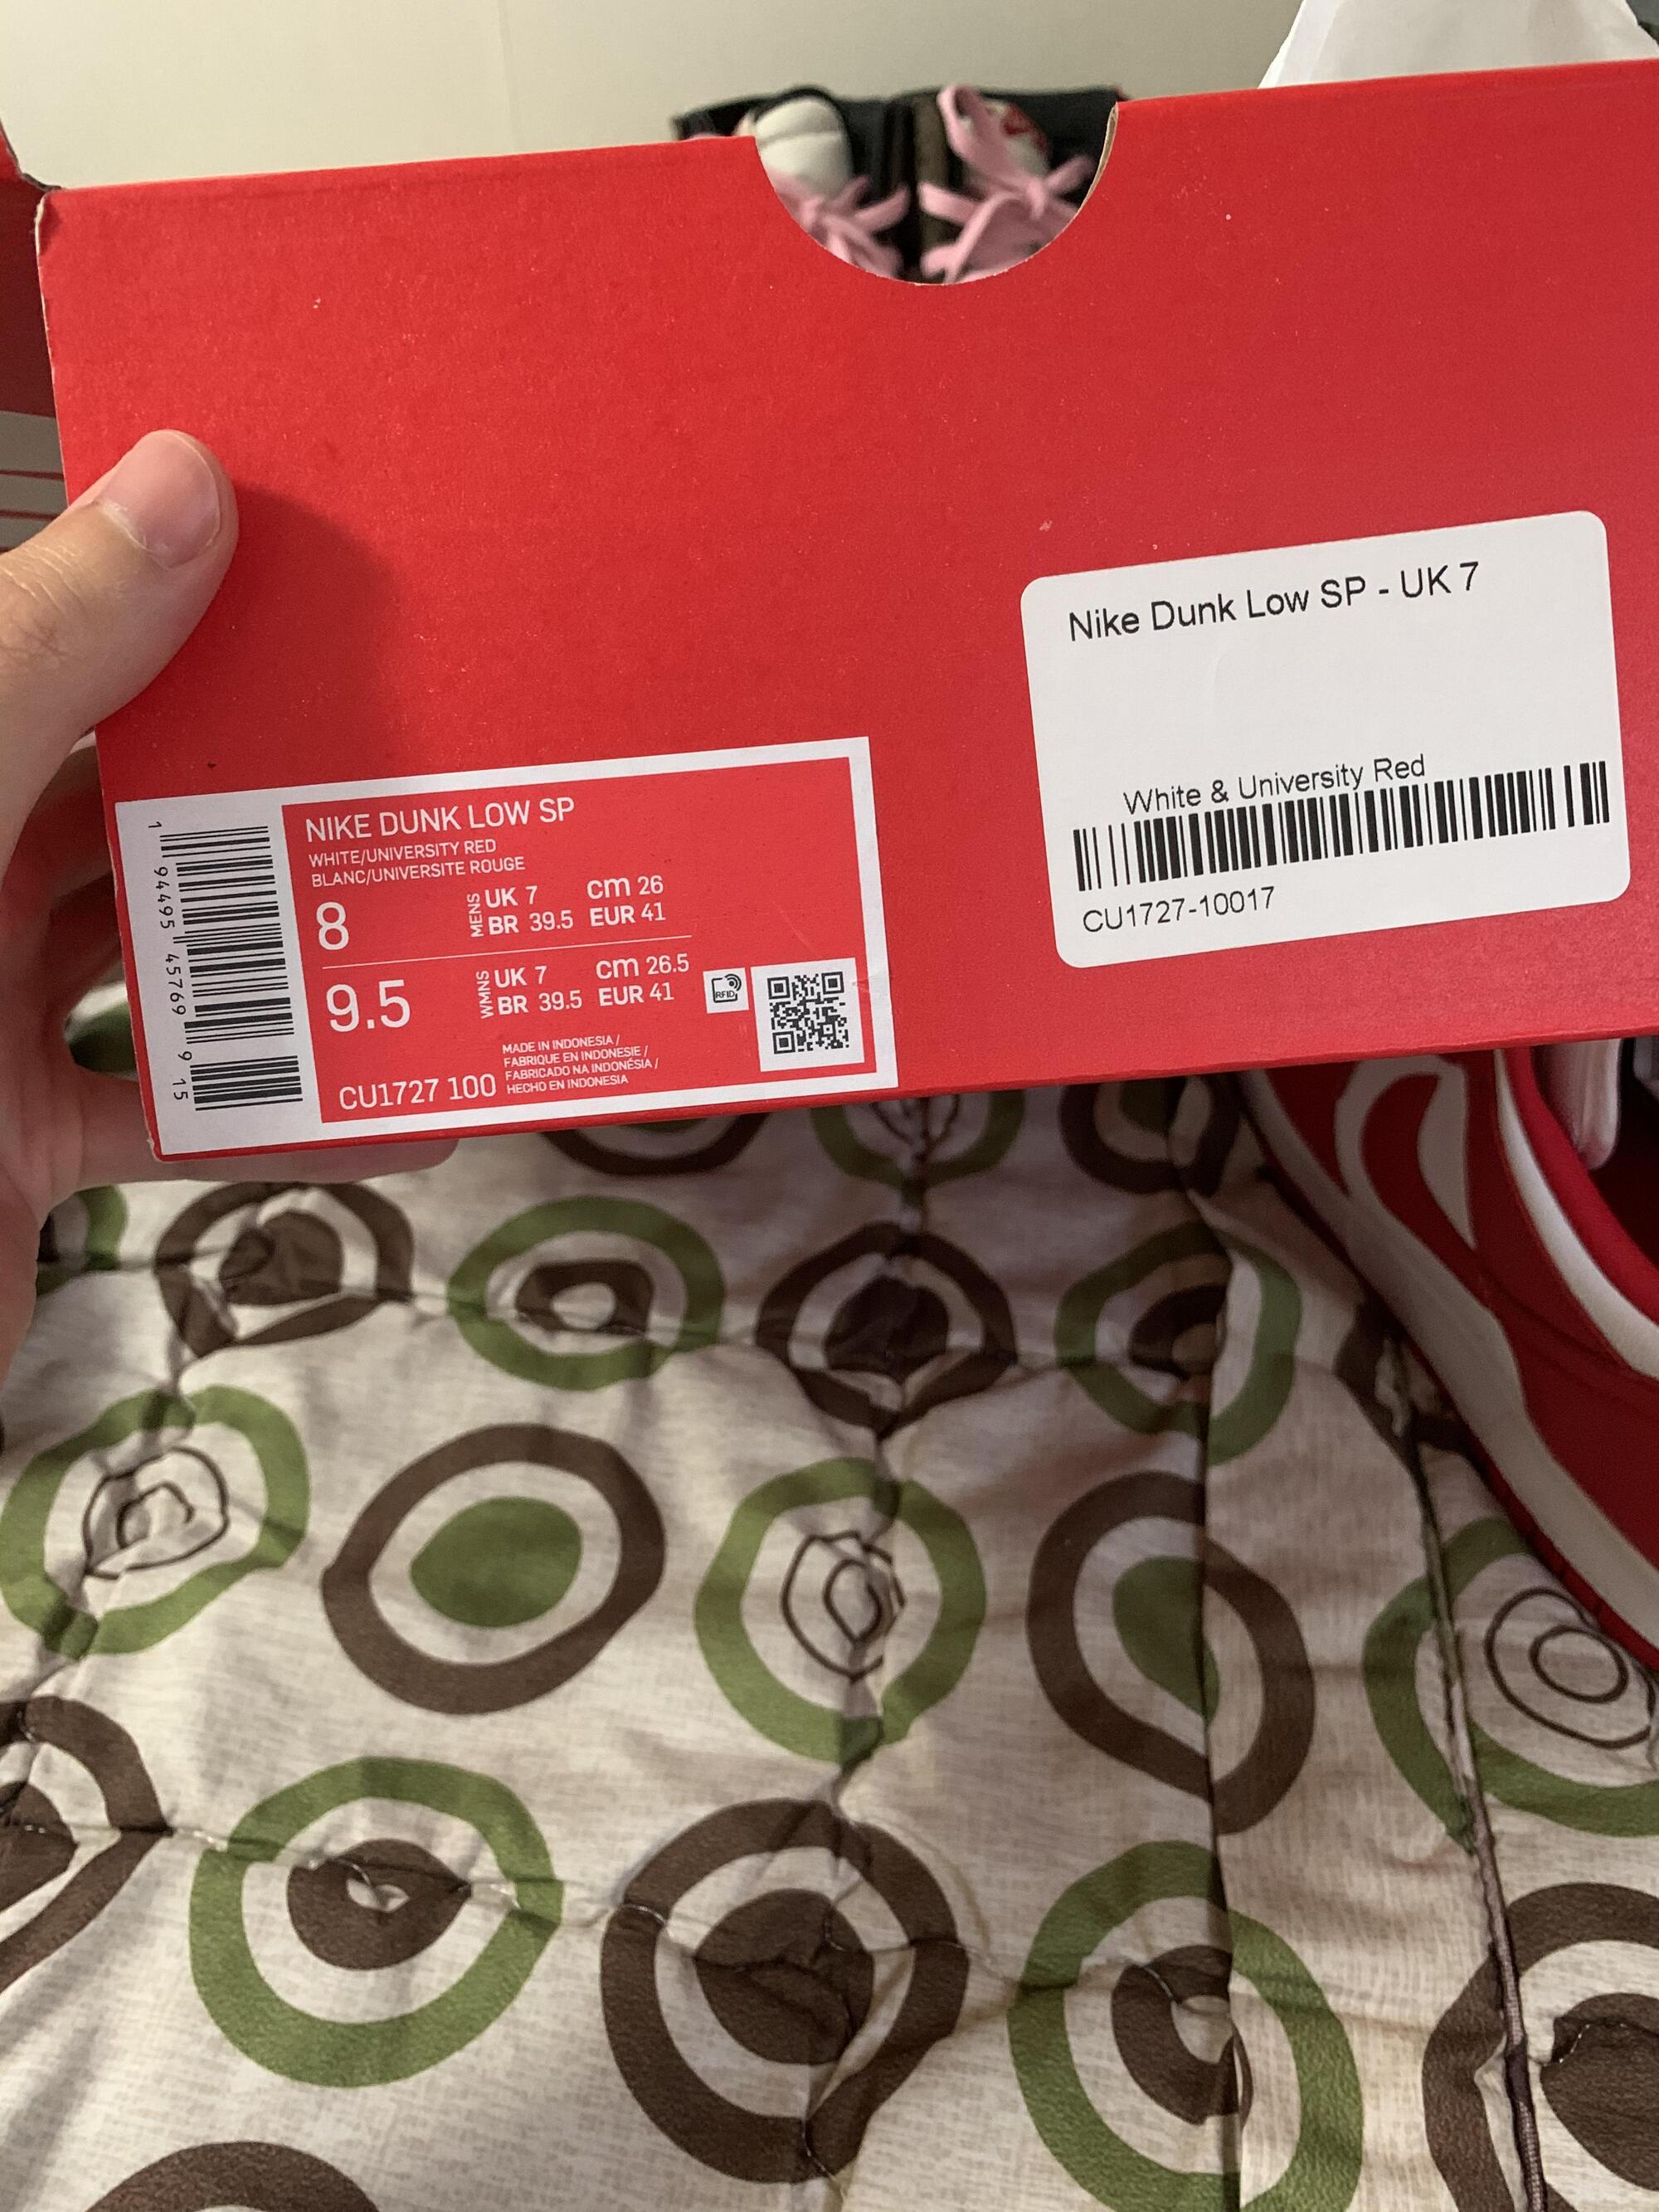 NIKE DUNK LOW SP
WHITE/UNIVERSITY RED
BLANC/UNIVERSITE ROUGE
8
MENS
UK 7 cm 26
BR 39.5 EUR 41
9.5
WMNS
UK 7 cm 26.5
BR 39.5 EUR 41
RFID
CU1727 100
MADE IN INDONESIA /
FABRIQUE EN INDONESIE /
FABRICADO NA INDONÉSIA /
HECHO EN INDONESIA
1 94495 45769 9 15
Nike Dunk Low SP - UK 7
White & University Red
CU1727-10017